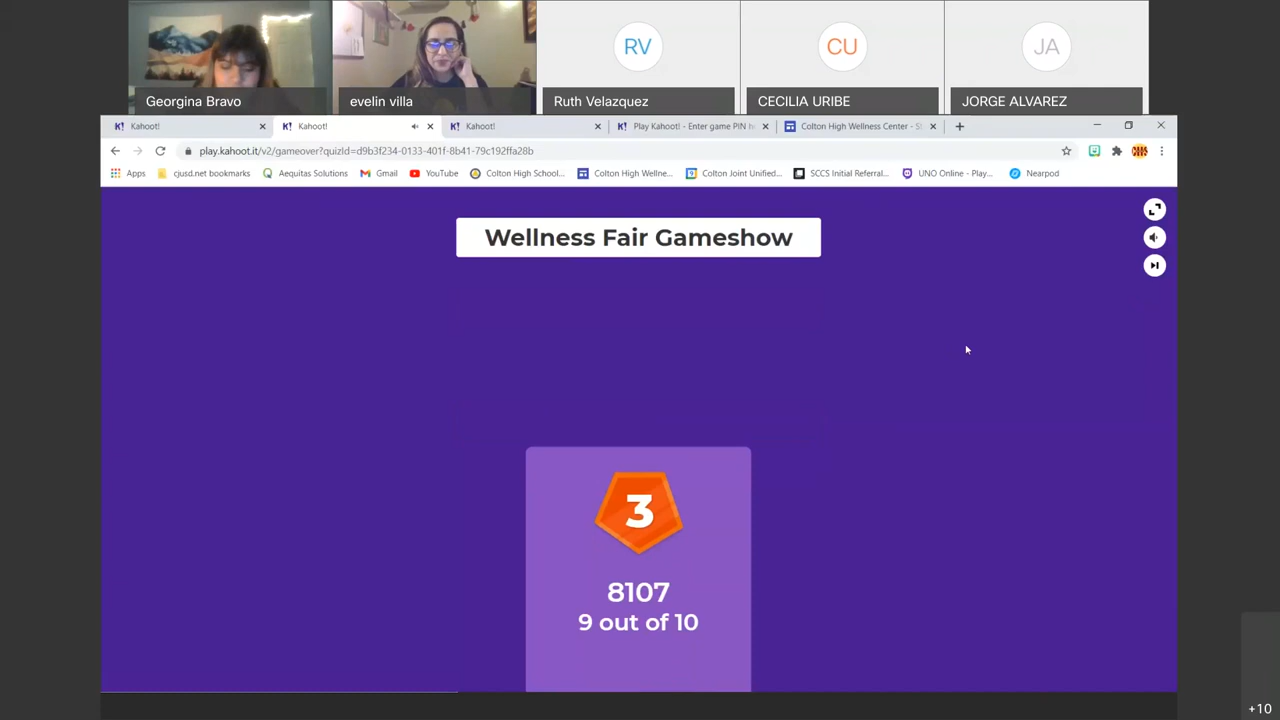 Georgina Bravo
evelin villa
RV
Ruth Velazquez
CU
CECILIA URIBE
JA
JORGE ALVAREZ
K! Kahoot!
K! Kahoot!
K! Kahoot!
K! Play Kahoot! - Enter game PIN h
Colton High Wellness Center - S
play.kahoot.it/v2/gameover?quizId=d9b3f234-0133-401f-8b41-79c192ffa28b
Apps
cjusd.net bookmarks
Aequitas Solutions
Gmail
YouTube
Colton High School...
Colton High Wellne...
Colton Joint Unified...
SCCS Initial Referral...
UNO Online - Play...
Nearpod
Wellness Fair Gameshow
3
8107
9 out of 10
+10